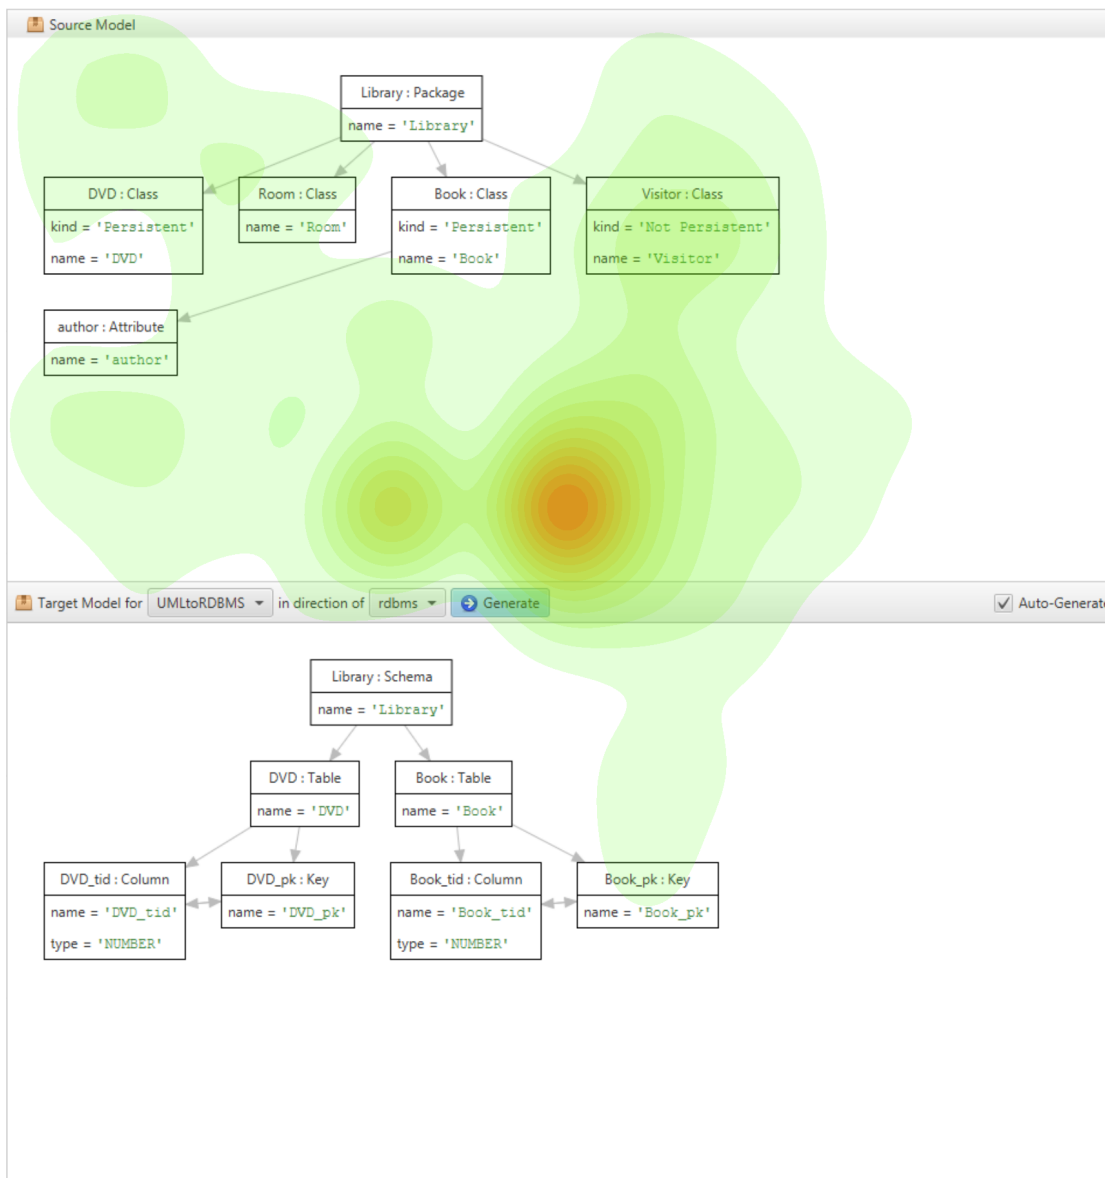 Source Model
Library : Package
name = 'Library'
DVD : Class
kind = 'Persistent'
name = 'DVD'
Room : Class
name = 'Room'
Book : Class
kind = 'Persistent'
name = 'Book'
Visitor : Class
kind = 'Not Persistent'
name = 'Visitor'
author : Attribute
name = 'author'
Target Model for UMLtoRDBMS in direction of rdbms Generate Auto-Generate
Library : Schema
name = 'Library'
DVD : Table
name = 'DVD'
Book : Table
name = 'Book'
DVD_tid : Column
name = 'DVD_tid'
type = 'NUMBER'
DVD_pk : Key
name = 'DVD_pk'
Book_tid : Column
name = 'Book_tid'
type = 'NUMBER'
Book_pk : Key
name = 'Book_pk'